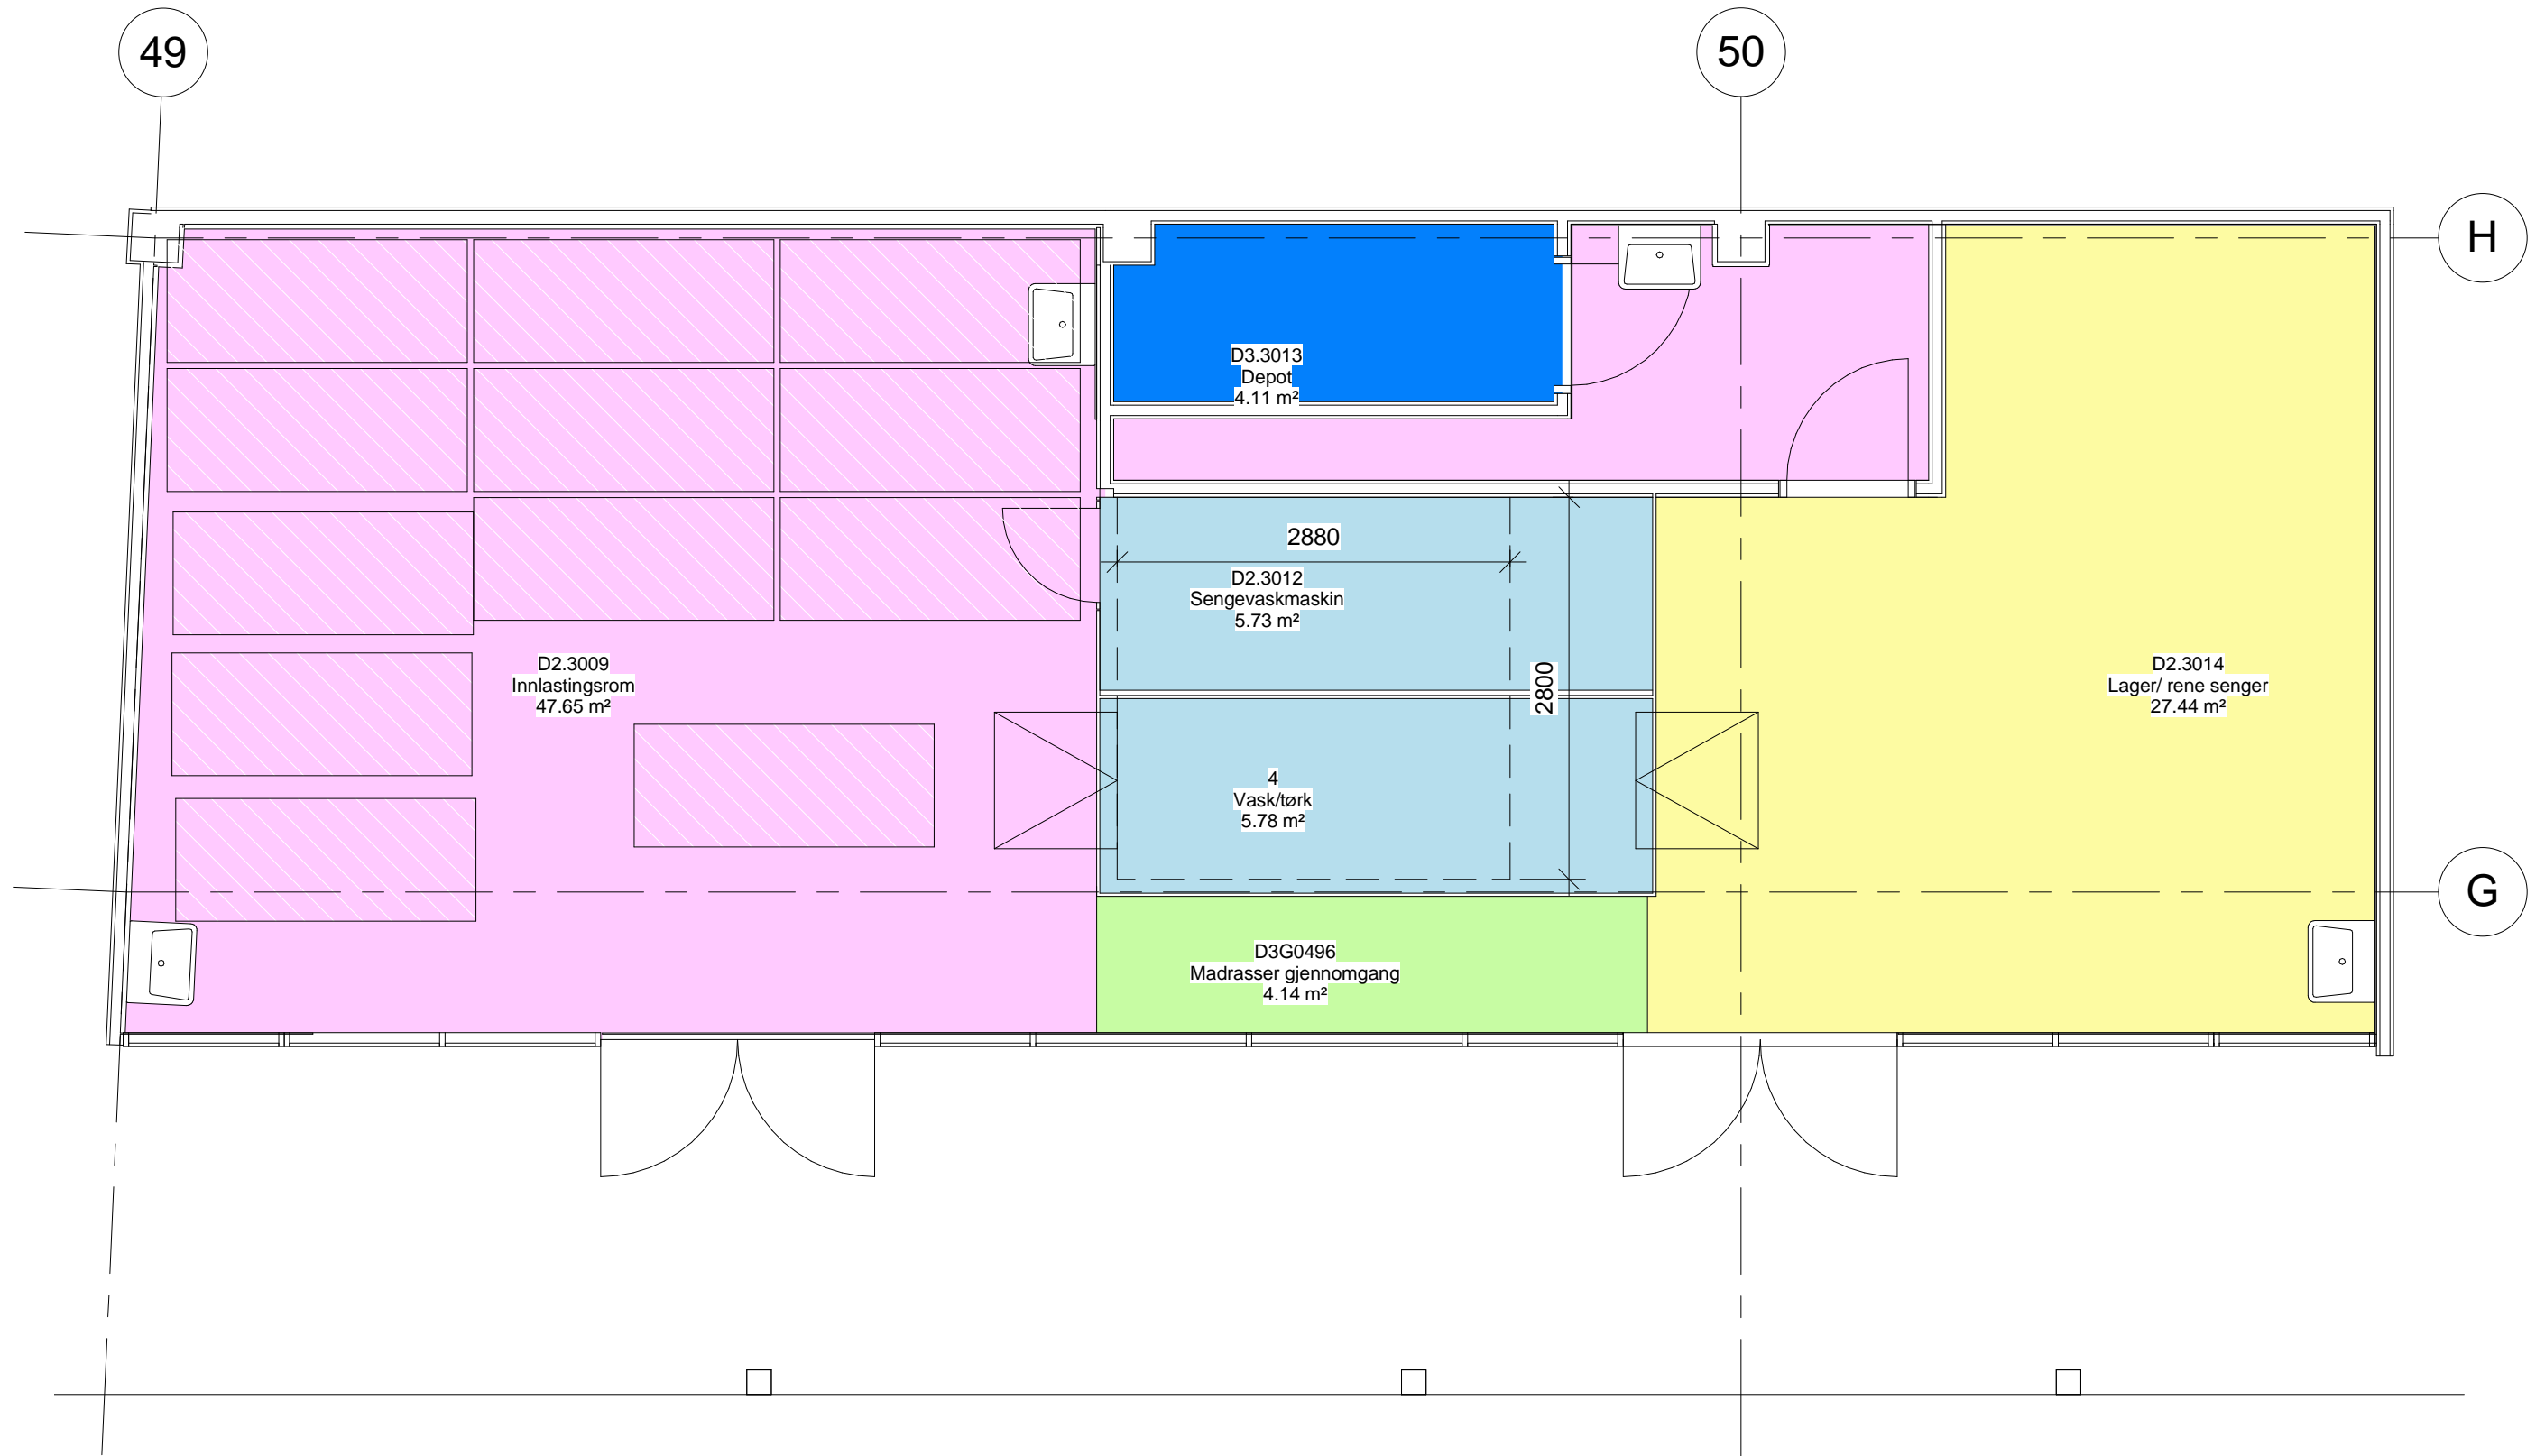 49
50
H
D3.3013
Depot
4.11 m²
2880
D2.3012
Sengevaskmaskin
5.73 m²
D2.3009
Innlastingsrom
47.65 m²
2800
D2.3014
Lager/ rene senger
27.44 m²
4
Vask/tørk
5.78 m²
G
D3G0496
Madrasser gjennomgang
4.14 m²